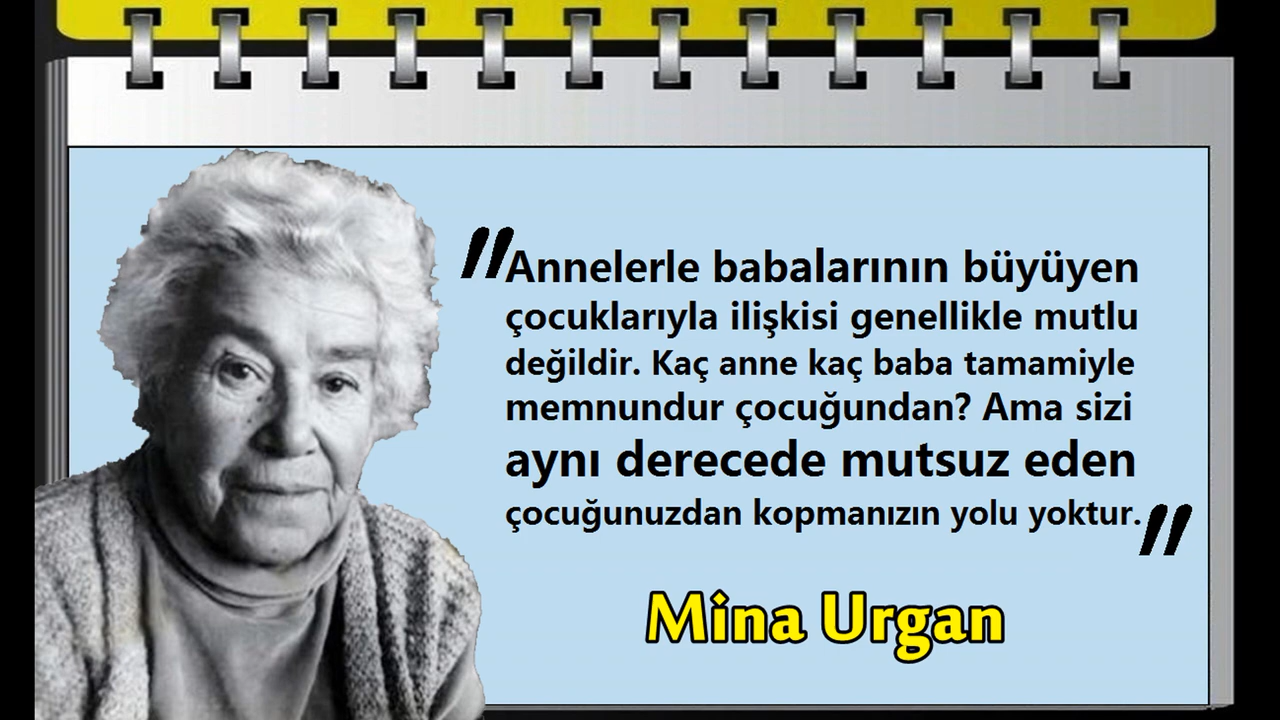 "Annelerle babalarının büyüyen
çocuklarıyla ilişkisi genellikle mutlu
değildir. Kaç anne kaç baba tamamiyle
memnundur çocuğundan? Ama sizi
aynı derecede mutsuz eden
çocuğunuzdan kopmanızın yolu yoktur."
Mina Urgan